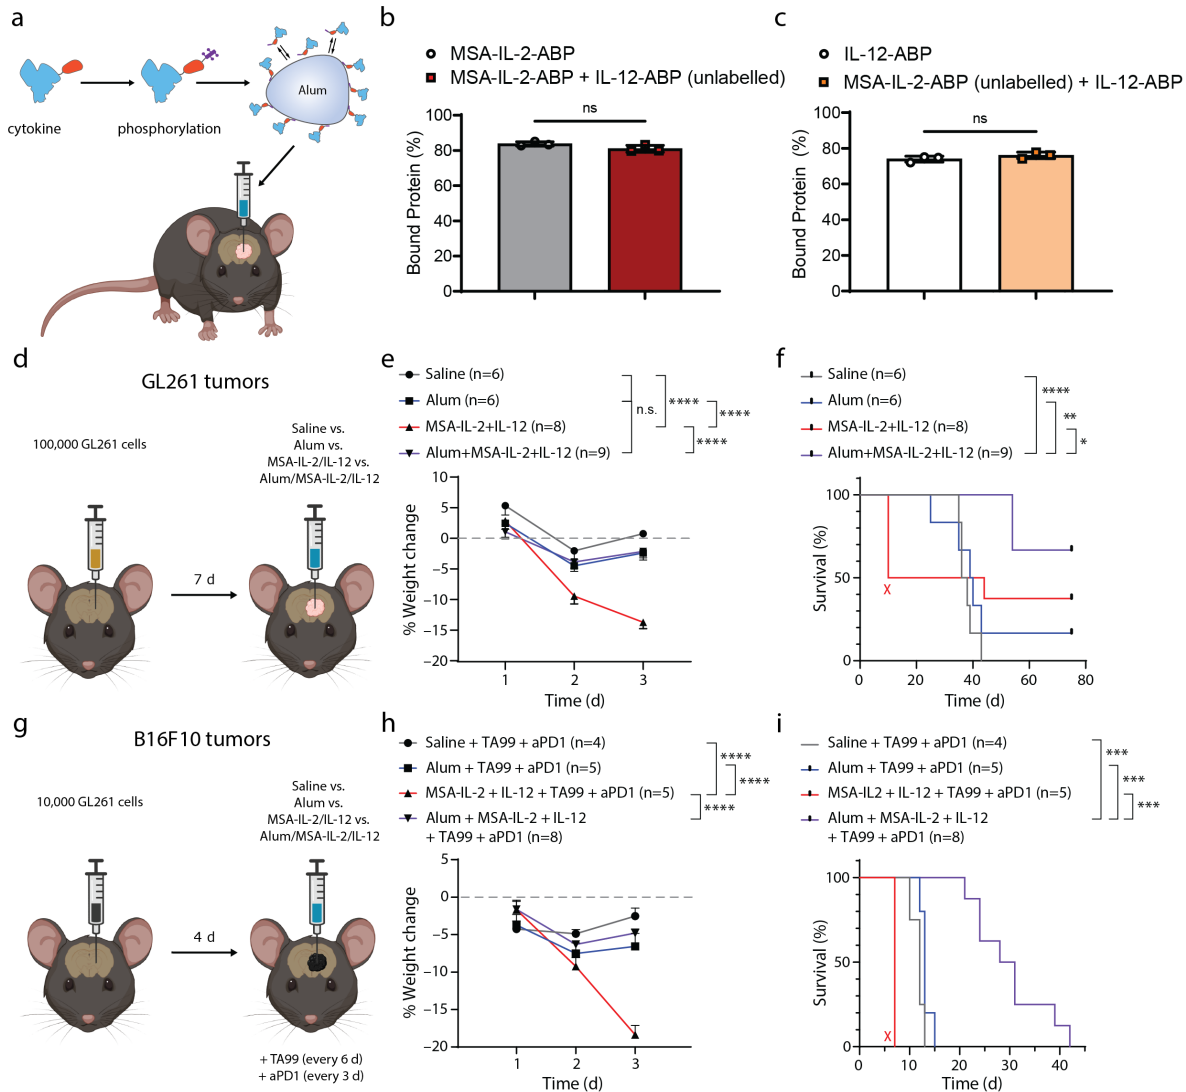 a
cytokine
phosphorylation
Alum
b
MSA-IL-2-ABP
MSA-IL-2-ABP + IL-12-ABP (unlabelled)
ns
Bound Protein (%)
100
80
60
40
20
0
c
IL-12-ABP
MSA-IL-2-ABP (unlabelled) + IL-12-ABP
ns
Bound Protein (%)
100
80
60
40
20
0
d
GL261 tumors
100,000 GL261 cells
Saline vs.
Alum vs.
MSA-IL-2/IL-12 vs.
Alum/MSA-IL-2/IL-12
7 d
e
Saline (n=6)
Alum (n=6)
MSA-IL-2+IL-12 (n=8)
Alum+MSA-IL-2+IL-12 (n=9)
n.s.
****
****
****
% Weight change
10
5
0
−5
−10
−15
−20
1 2 3
Time (d)
f
Saline (n=6)
Alum (n=6)
MSA-IL-2+IL-12 (n=8)
Alum+MSA-IL-2+IL-12 (n=9)
****
**
*
Survival (%)
100
50
0
X
0 20 40 60 80
Time (d)
g
B16F10 tumors
10,000 GL261 cells
Saline vs.
Alum vs.
MSA-IL-2/IL-12 vs.
Alum/MSA-IL-2/IL-12
4 d
+ TA99 (every 6 d)
+ aPD1 (every 3 d)
h
Saline + TA99 + aPD1 (n=4)
Alum + TA99 + aPD1 (n=5)
MSA-IL-2 + IL-12 + TA99 + aPD1 (n=5)
Alum + MSA-IL-2 + IL-12
+ TA99 + aPD1 (n=8)
****
****
****
% Weight change
5
0
−5
−10
−15
−20
1 2 3
Time (d)
i
Saline + TA99 + aPD1 (n=4)
Alum + TA99 + aPD1 (n=5)
MSA-IL2 + IL-12 + TA99 + aPD1 (n=5)
Alum + MSA-IL-2 + IL-12
+ TA99 + aPD1 (n=8)
***
***
***
Survival (%)
100
50
0
X
0 10 20 30 40
Time (d)